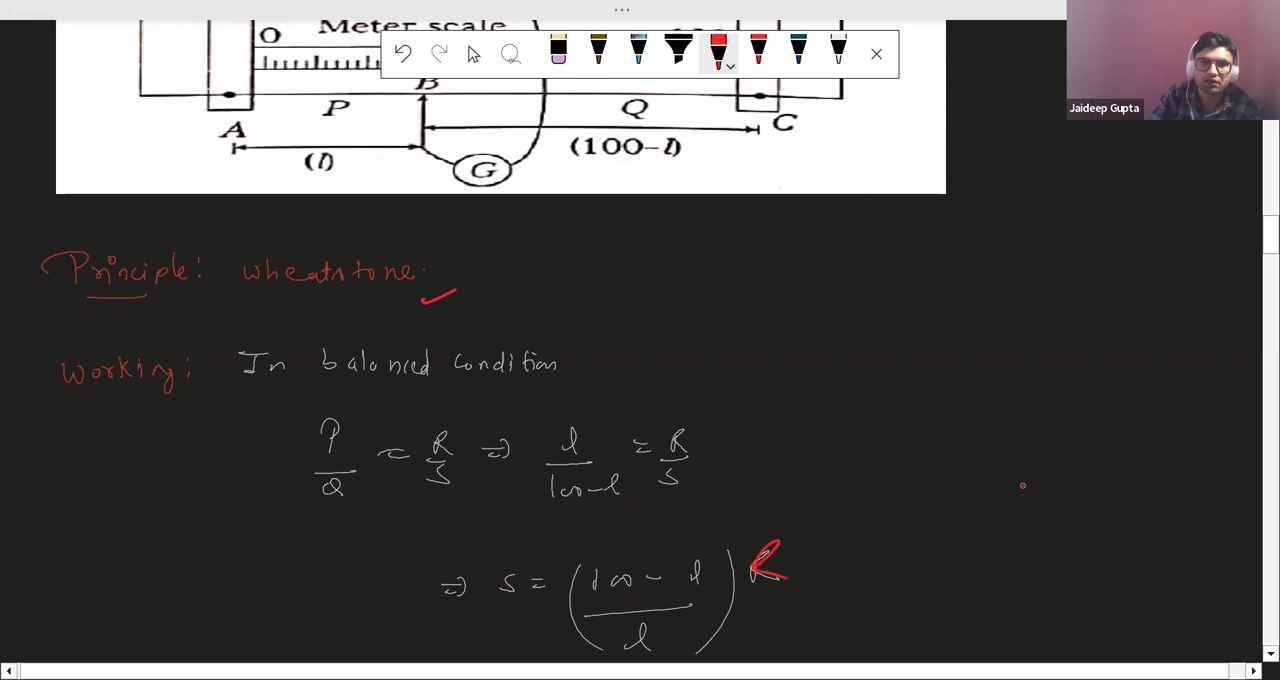 ...
Meter scale
O
B
P
Q
A
C
(l)
(100-l)
G
Jaideep Gupta
Principle: wheatstone.
Working: In balanced condition
P/Q = R/S ⇒ l/100-l = R/S
⇒ S = (100 - l / l) R